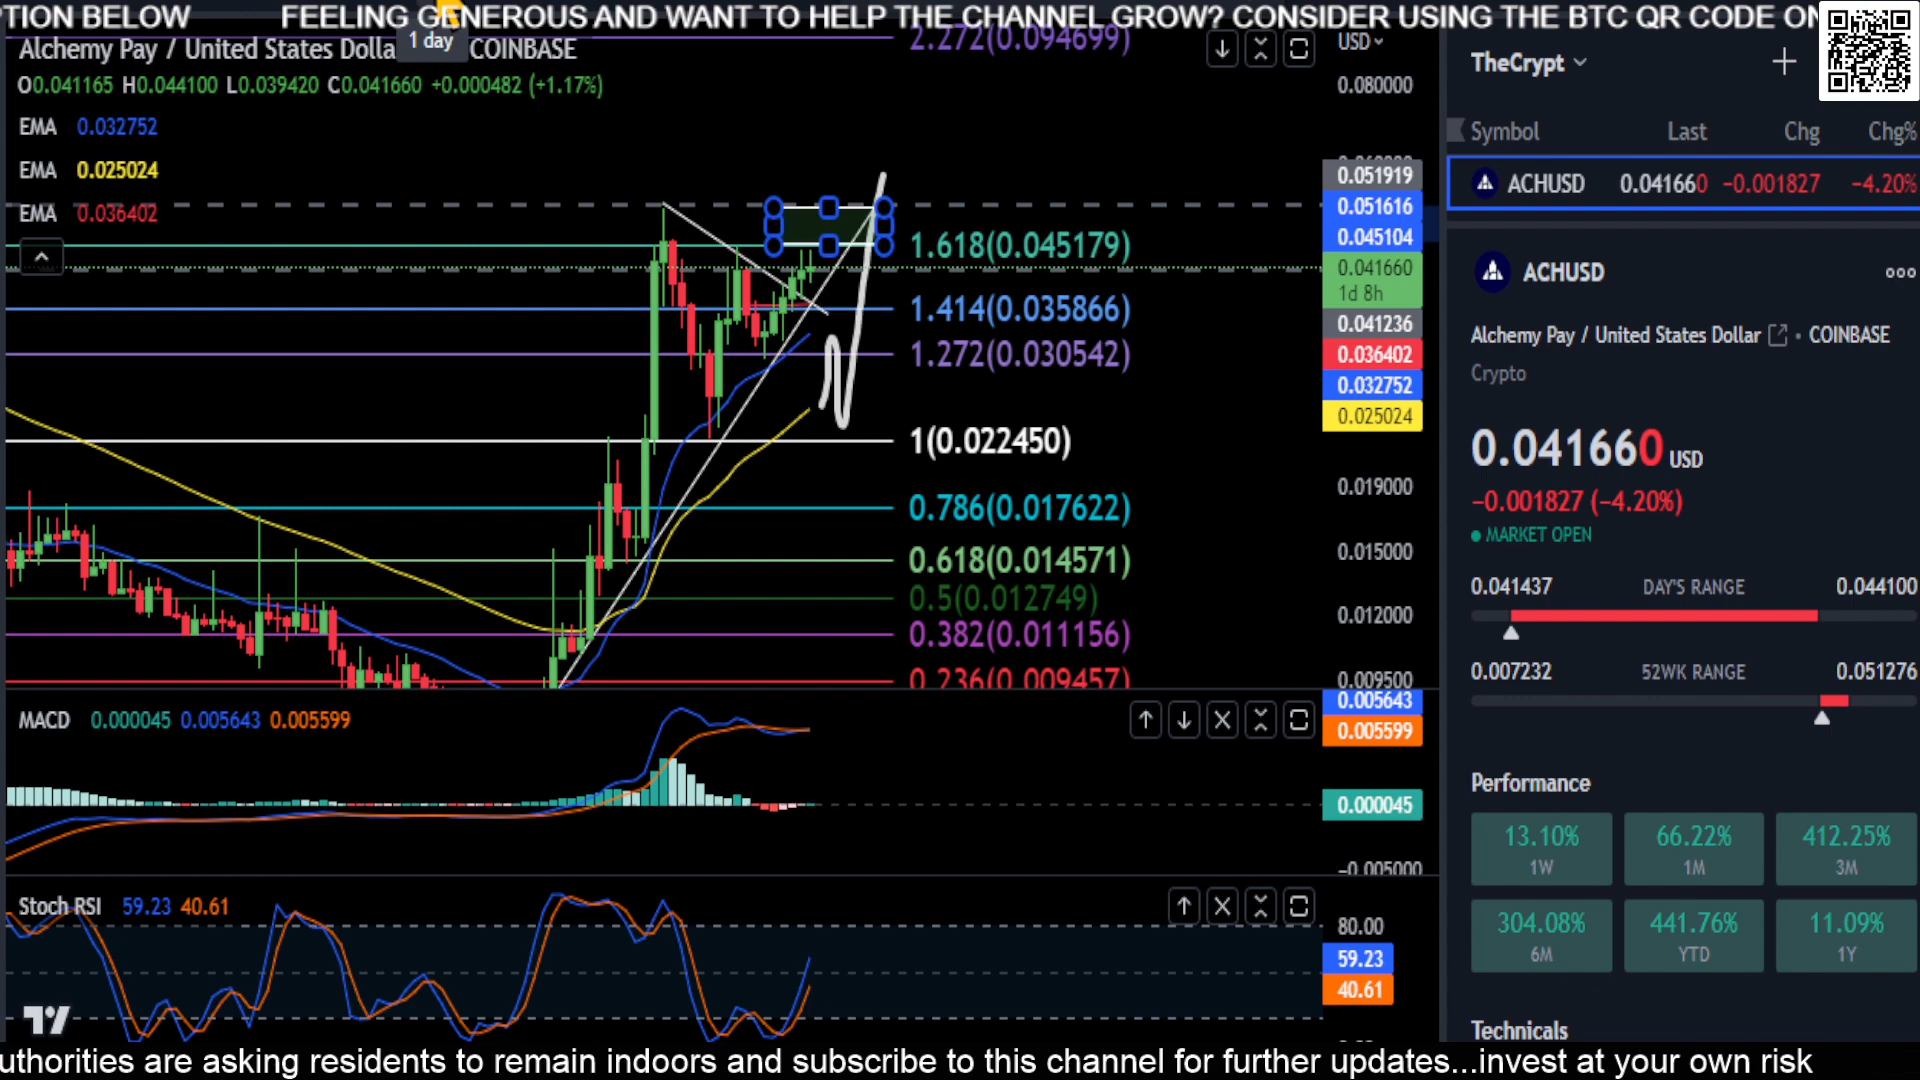 PTION BELOW FEELING GENEROUS AND WANT TO HELP THE CHANNEL GROW? CONSIDER USING THE BTC QR CODE ON
Alchemy Pay / United States Dolla COINBASE
1 day
O0.041165 H0.044100 L0.039420 C0.041660 +0.000482 (+1.17%)
EMA 0.032752
EMA 0.025024
EMA 0.036402
2.272(0.094699)
1.618(0.045179)
1.414(0.035866)
1.272(0.030542)
1(0.022450)
0.786(0.017622)
0.618(0.014571)
0.5(0.012749)
0.382(0.011156)
0.236(0.009457)
USD
0.080000
0.051919
0.051616
0.045104
0.041660
1d 8h
0.041236
0.036402
0.032752
0.025024
0.019000
0.015000
0.012000
0.009500
MACD 0.000045 0.005643 0.005599
0.005643
0.005599
0.000045
-0.005000
Stoch RSI 59.23 40.61
80.00
59.23
40.61
TheCrypt
Symbol Last Chg Chg%
ACHUSD 0.041660 −0.001827 −4.20%
ACHUSD
Alchemy Pay / United States Dollar • COINBASE
Crypto
0.041660 USD
−0.001827 (−4.20%)
MARKET OPEN
0.041437 DAY'S RANGE 0.044100
0.007232 52WK RANGE 0.051276
Performance
13.10% 66.22% 412.25%
1W 1M 3M
304.08% 441.76% 11.09%
6M YTD 1Y
Technicals
uthorities are asking residents to remain indoors and subscribe to this channel for further updates...invest at your own risk